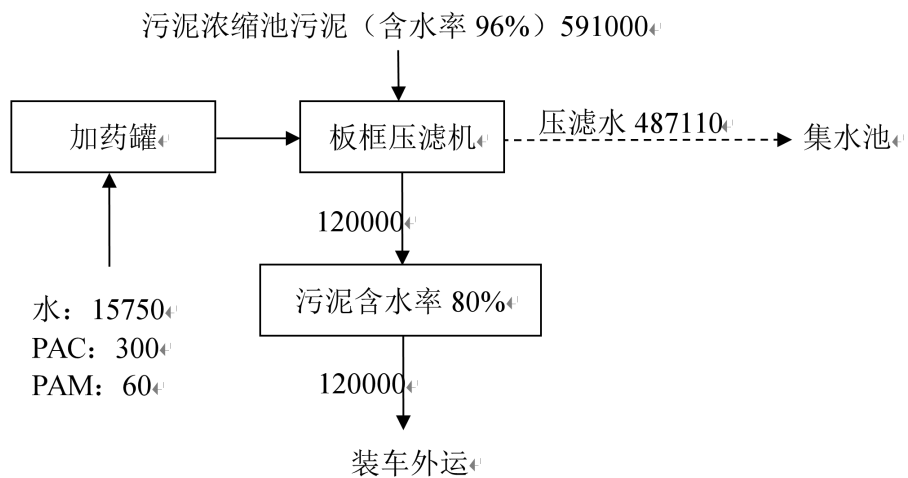 污泥浓缩池污泥（含水率 96%）591000
加药罐
板框压滤机
压滤水 487110
集水池
120000
水：15750
PAC：300
PAM：60
污泥含水率 80%
120000
装车外运